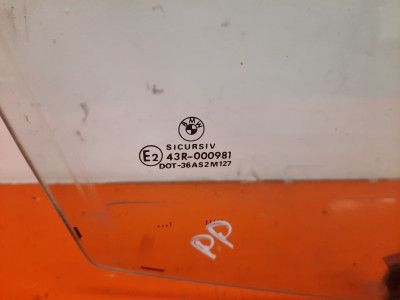 BMW
SICURSIV
E2 43R-000981
DOT-36AS2M127
PP